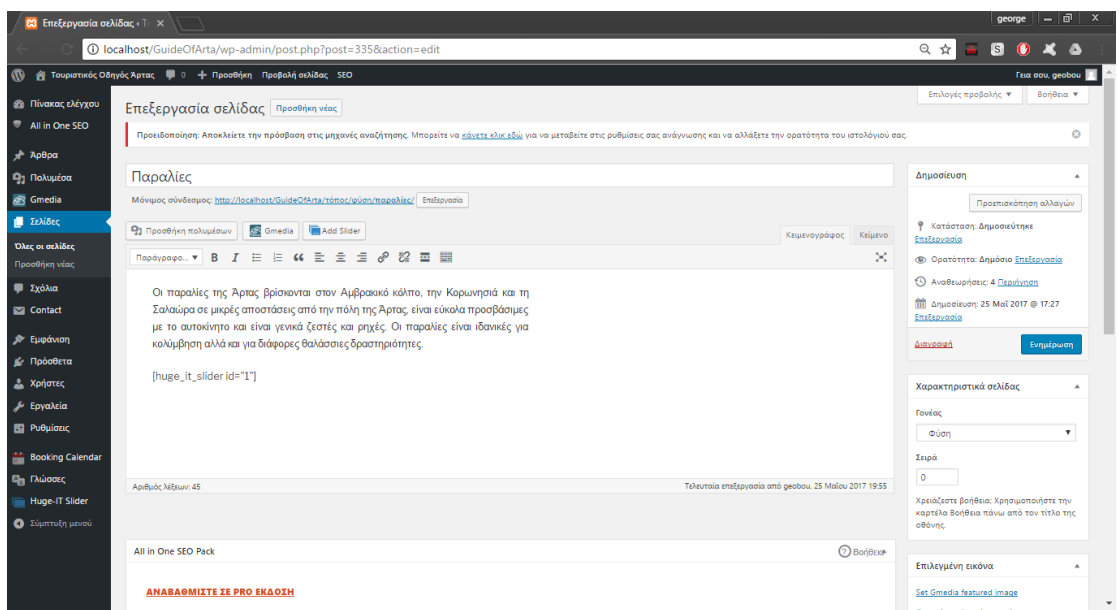 Επεξεργασία σελίδας ‹ Το
george
localhost/GuideOfArta/wp-admin/post.php?post=335&action=edit
Τουριστικός Οδηγός Άρτας 0 Προσθήκη Προβολή σελίδας SEO
Γεια σου, geobou
Πίνακας ελέγχου
All in One SEO
Άρθρα
Πολυμέσα
Gmedia
Σελίδες
Όλες οι σελίδες
Προσθήκη νέας
Σχόλια
Contact
Εμφάνιση
Πρόσθετα
Χρήστες
Εργαλεία
Ρυθμίσεις
Booking Calendar
Γλώσσες
Huge-IT Slider
Σύμπτυξη μενού
Επιλογές προβολής Βοήθεια
Επεξεργασία σελίδας Προσθήκη νέας
Προειδοποίηση: Αποκλείετε την πρόσβαση στις μηχανές αναζήτησης. Μπορείτε να κάνετε κλικ εδώ για να μεταβείτε στις ρυθμίσεις σας ανάγνωσης και να αλλάξετε την ορατότητα του ιστολόγιού σας.
Παραλίες
Μόνιμος σύνδεσμος: http://localhost/GuideOfArta/τόπος/φύση/παραλίες/ Επεξεργασία
Προσθήκη πολυμέσων Gmedia Add Slider
Κειμενογράφος Κείμενο
Παράγραφο...
Οι παραλίες της Άρτας βρίσκονται στον Αμβρακικό κόλπο, την Κορωνησιά και τη
Σαλαώρα σε μικρές αποστάσεις από την πόλη της Άρτας, είναι εύκολα προσβάσιμες
με το αυτοκίνητο και είναι γενικά ζεστές και ρηχές. Οι παραλίες είναι ιδανικές για
κολύμβηση αλλά και για διάφορες θαλάσσιες δραστηριότητες.
[huge_it_slider id="1"]
Αριθμός λέξεων: 45
Τελευταία επεξεργασία από geobou, 25 Μαΐου 2017 19:55
All in One SEO Pack
Βοήθεια
ΑΝΑΒΑΘΜΙΣΤΕ ΣΕ PRO ΕΚΔΟΣΗ
Δημοσίευση
Προεπισκόπηση αλλαγών
Κατάσταση: Δημοσιεύτηκε
Επεξεργασία
Ορατότητα: Δημόσιο Επεξεργασία
Αναθεωρήσεις: 4 Περιήγηση
Δημοσίευση: 25 Μαΐ 2017 @ 17:27
Επεξεργασία
Διαγραφή
Ενημέρωση
Χαρακτηριστικά σελίδας
Γονέας
Φύση
Σειρά
0
Χρειάζεστε βοήθεια; Χρησιμοποιήστε την
καρτέλα Βοήθεια πάνω από τον τίτλο της
οθόνης.
Επιλεγμένη εικόνα
Set Gmedia featured image